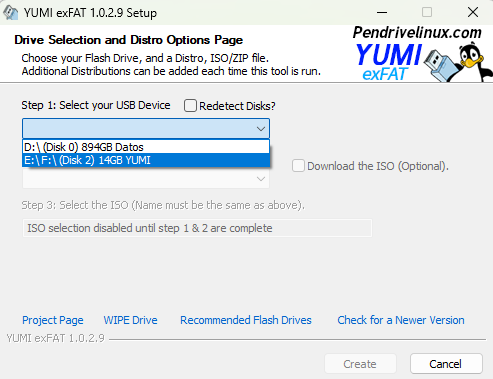 YUMI exFAT 1.0.2.9 Setup
Drive Selection and Distro Options Page
Choose your Flash Drive, and a Distro, ISO/ZIP file.
Additional Distributions can be added each time this tool is run.
Pendrivelinux.com
YUMI
exFAT
Step 1: Select your USB Device
Redetect Disks?
D:\ (Disk 0) 894GB Datos
E:\F:\ (Disk 2) 14GB YUMI
Download the ISO (Optional).
Step 3: Select the ISO (Name must be the same as above).
ISO selection disabled until step 1 & 2 are complete
Project Page WIPE Drive Recommended Flash Drives Check for a Newer Version
YUMI exFAT 1.0.2.9
Create Cancel